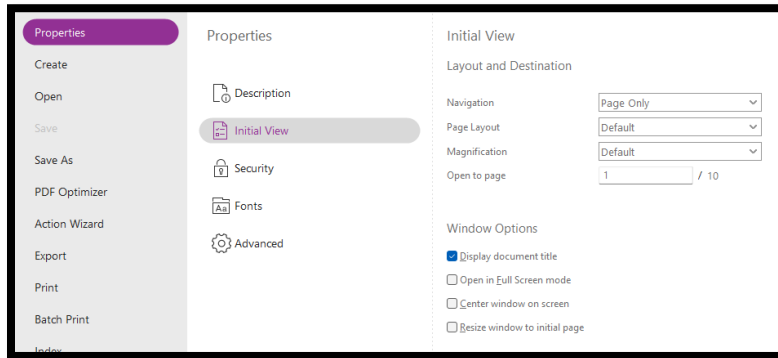 Properties
Create
Open
Save
Save As
PDF Optimizer
Action Wizard
Export
Print
Batch Print
Index
Properties
Description
Initial View
Security
Aa Fonts
Advanced
Initial View
Layout and Destination
Navigation Page Only
Page Layout Default
Magnification Default
Open to page 1 / 10
Window Options
Display document title
Open in Full Screen mode
Center window on screen
Resize window to initial page